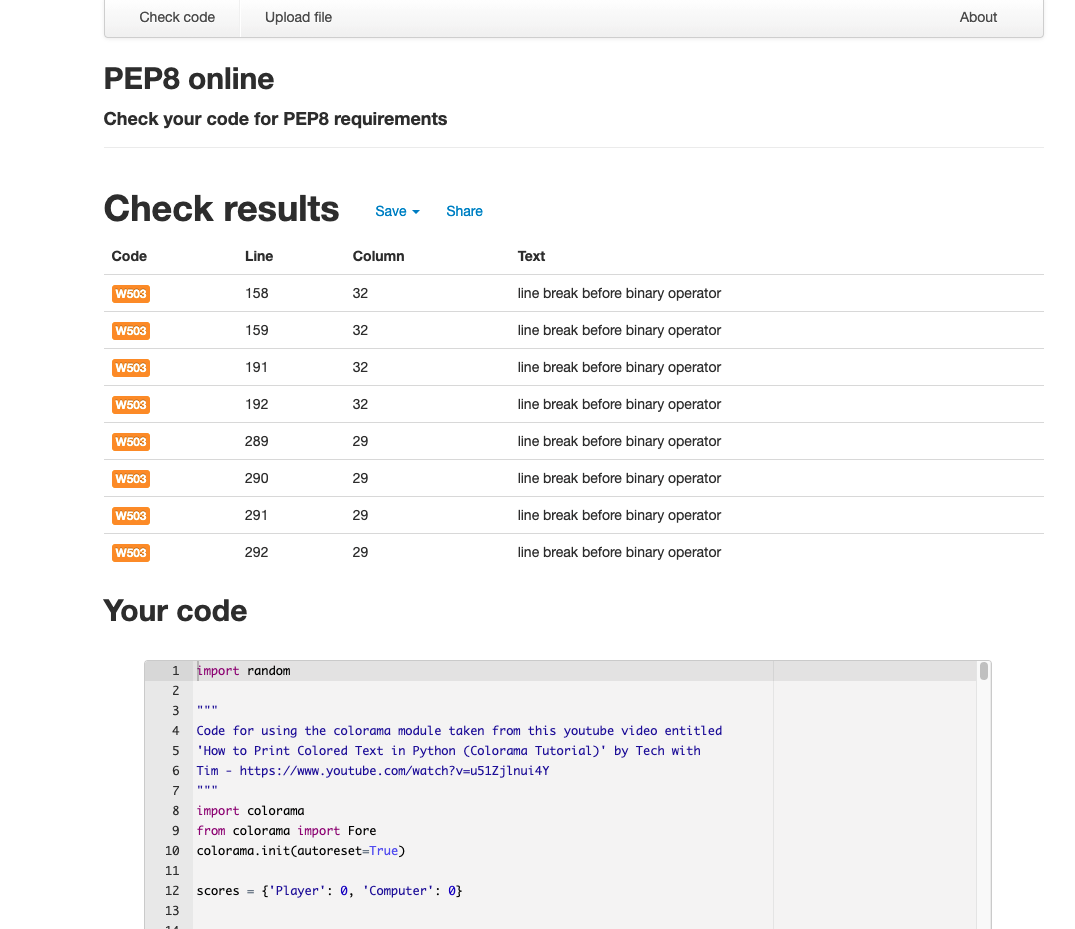 Check code Upload file About
PEP8 online
Check your code for PEP8 requirements
Check results Save Share
Code Line Column Text
W503 158 32 line break before binary operator
W503 159 32 line break before binary operator
W503 191 32 line break before binary operator
W503 192 32 line break before binary operator
W503 289 29 line break before binary operator
W503 290 29 line break before binary operator
W503 291 29 line break before binary operator
W503 292 29 line break before binary operator
Your code
1 import random
2
3 """
4 Code for using the colorama module taken from this youtube video entitled
5 'How to Print Colored Text in Python (Colorama Tutorial)' by Tech with
6 Tim - https://www.youtube.com/watch?v=u51Zjlnui4Y
7 """
8 import colorama
9 from colorama import Fore
10 colorama.init(autoreset=True)
11
12 scores = {'Player': 0, 'Computer': 0}
13